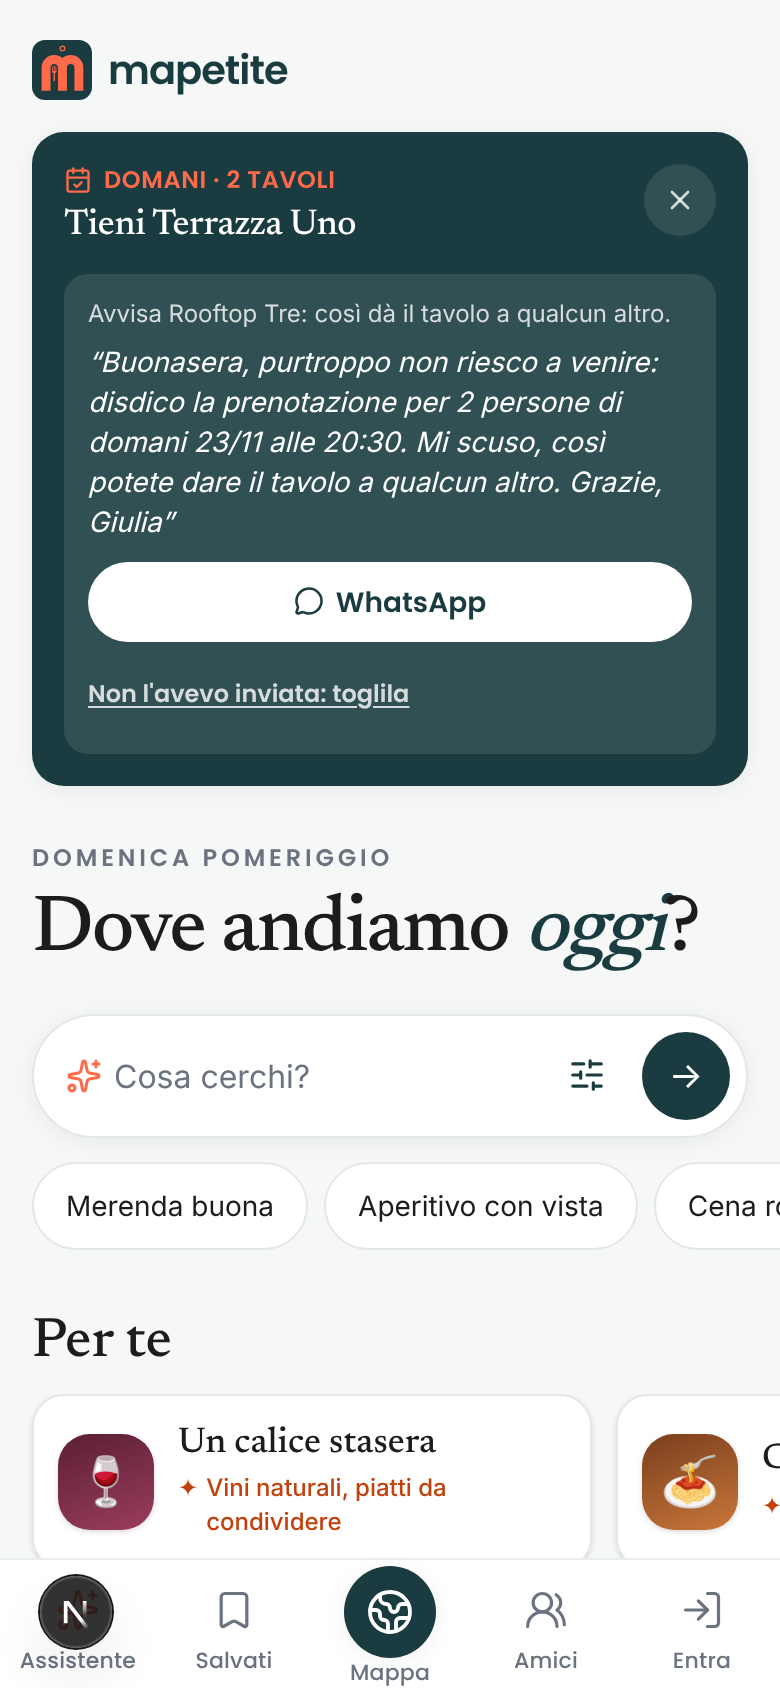 mapetite
DOMANI · 2 TAVOLI
Tieni Terrazza Uno
Avvisa Rooftop Tre: così dà il tavolo a qualcun altro.
“Buonasera, purtroppo non riesco a venire:
disdico la prenotazione per 2 persone di
domani 23/11 alle 20:30. Mi scuso, così
potete dare il tavolo a qualcun altro. Grazie,
Giulia”
WhatsApp
Non l'avevo inviata: toglila
DOMENICA POMERIGGIO
Dove andiamo oggi?
Cosa cerchi?
Merenda buona
Aperitivo con vista
Cena
Per te
Un calice stasera
Vini naturali, piatti da
condividere
N
Assistente
Salvati
Mappa
Amici
Entra